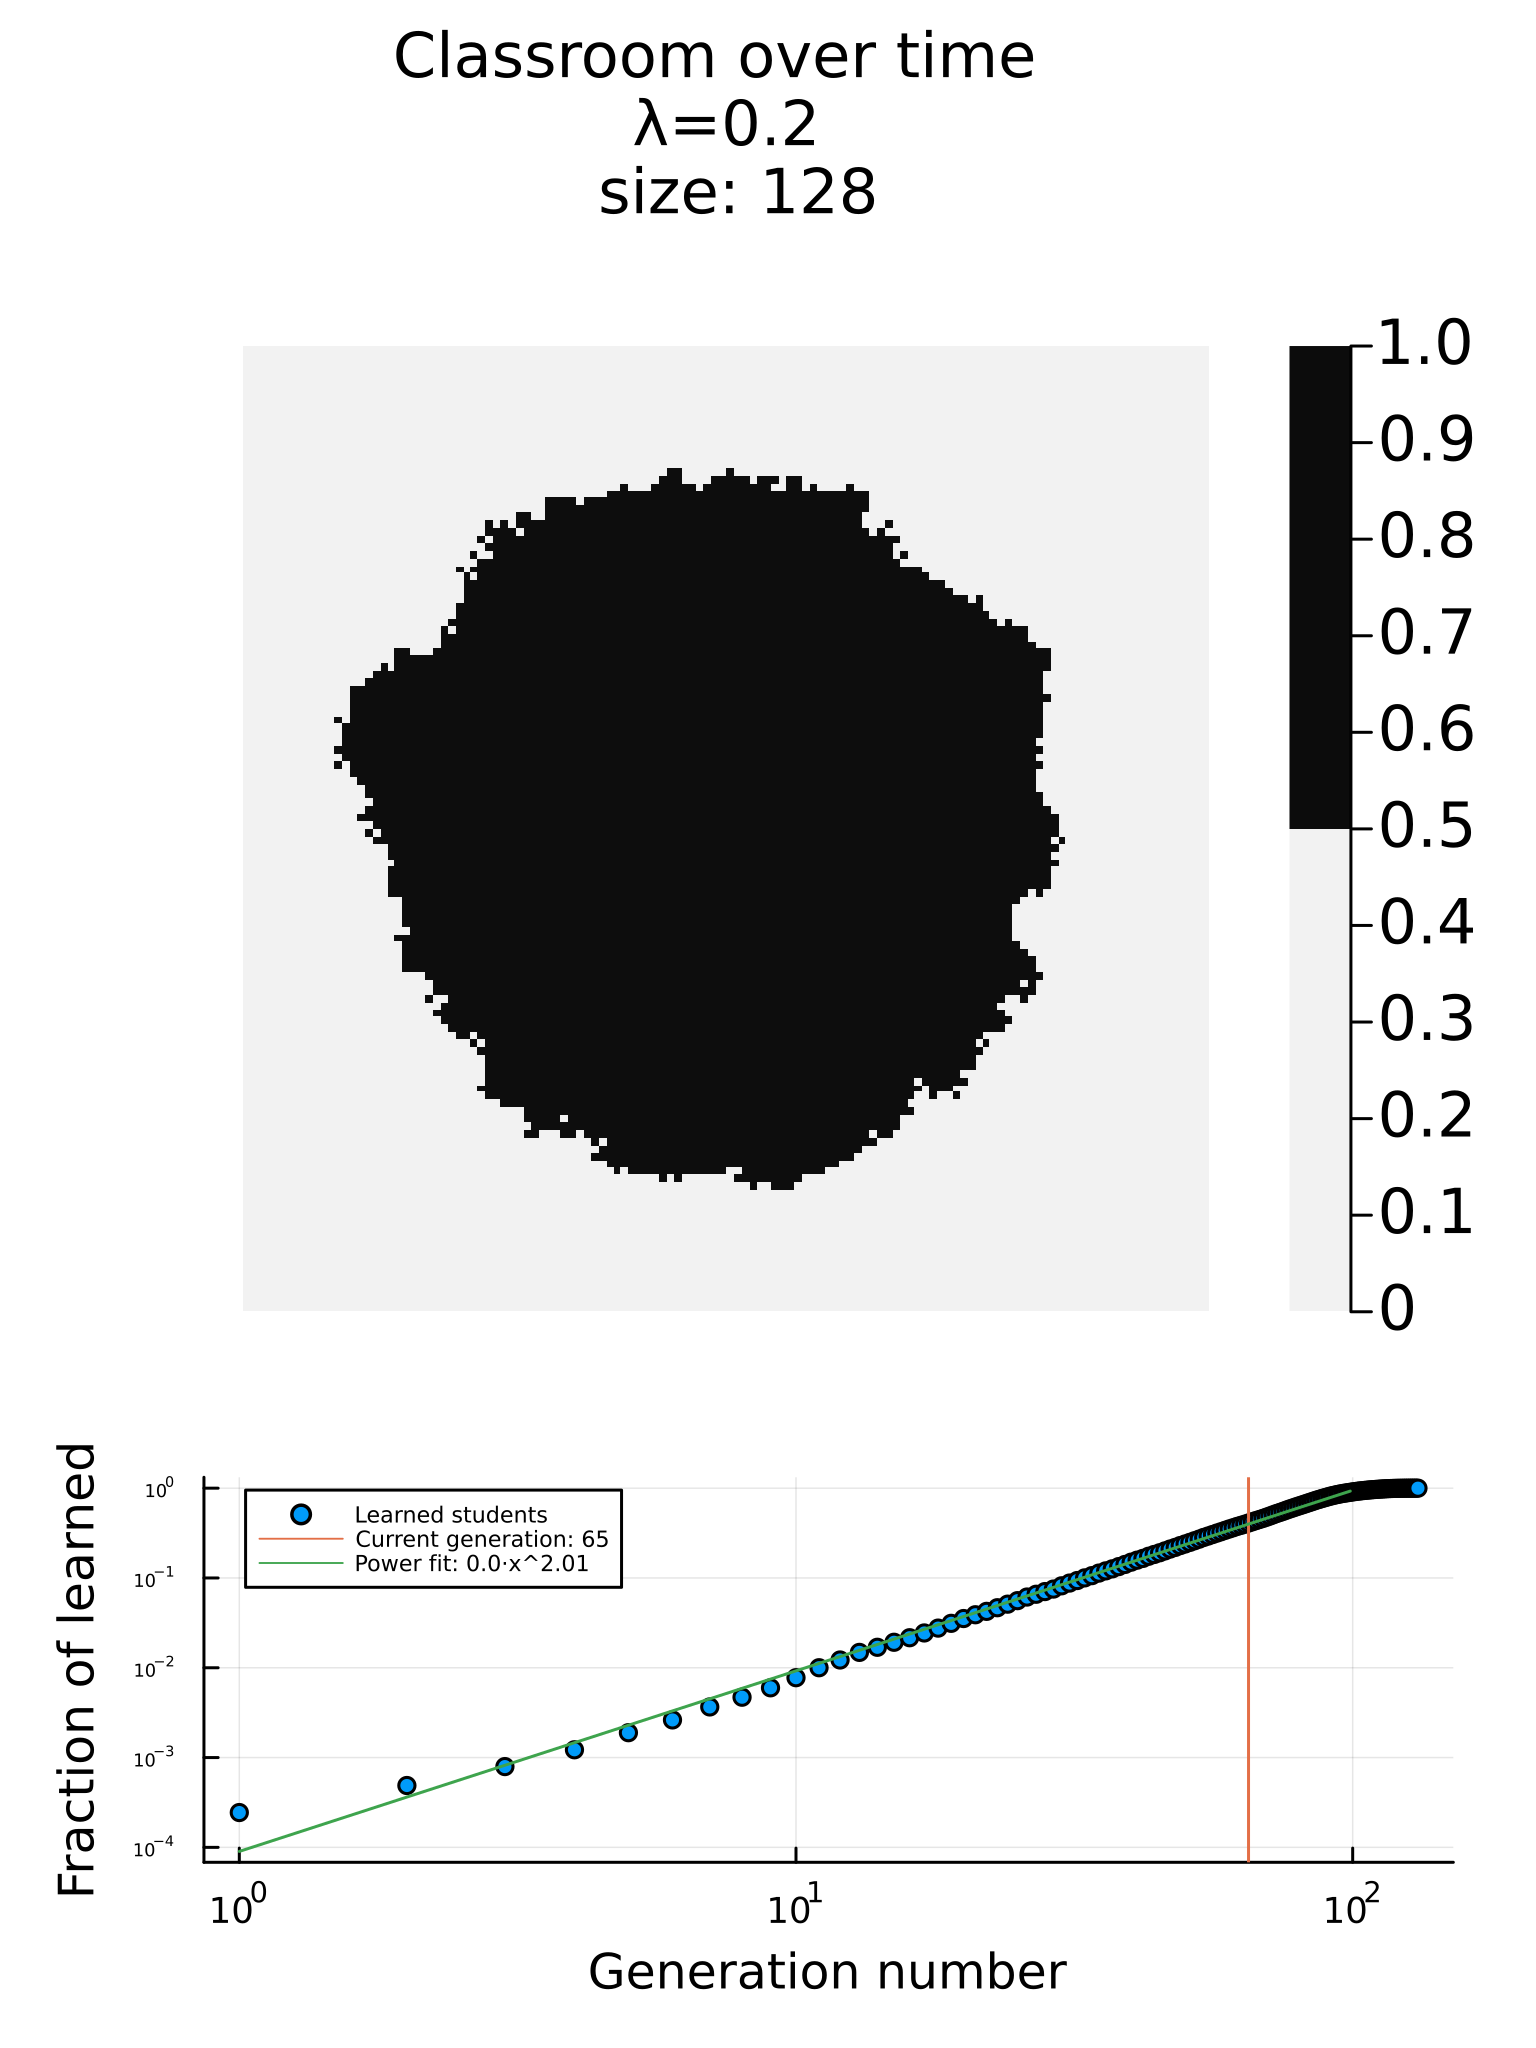 Classroom over time
λ=0.2
size: 128
1.0
0.9
0.8
0.7
0.6
0.5
0.4
0.3
0.2
0.1
0
Fraction of learned
10^0
10^-1
10^-2
10^-3
10^-4
Learned students
Current generation: 65
Power fit: 0.0·x^2.01
10^0 10^1 10^2
Generation number